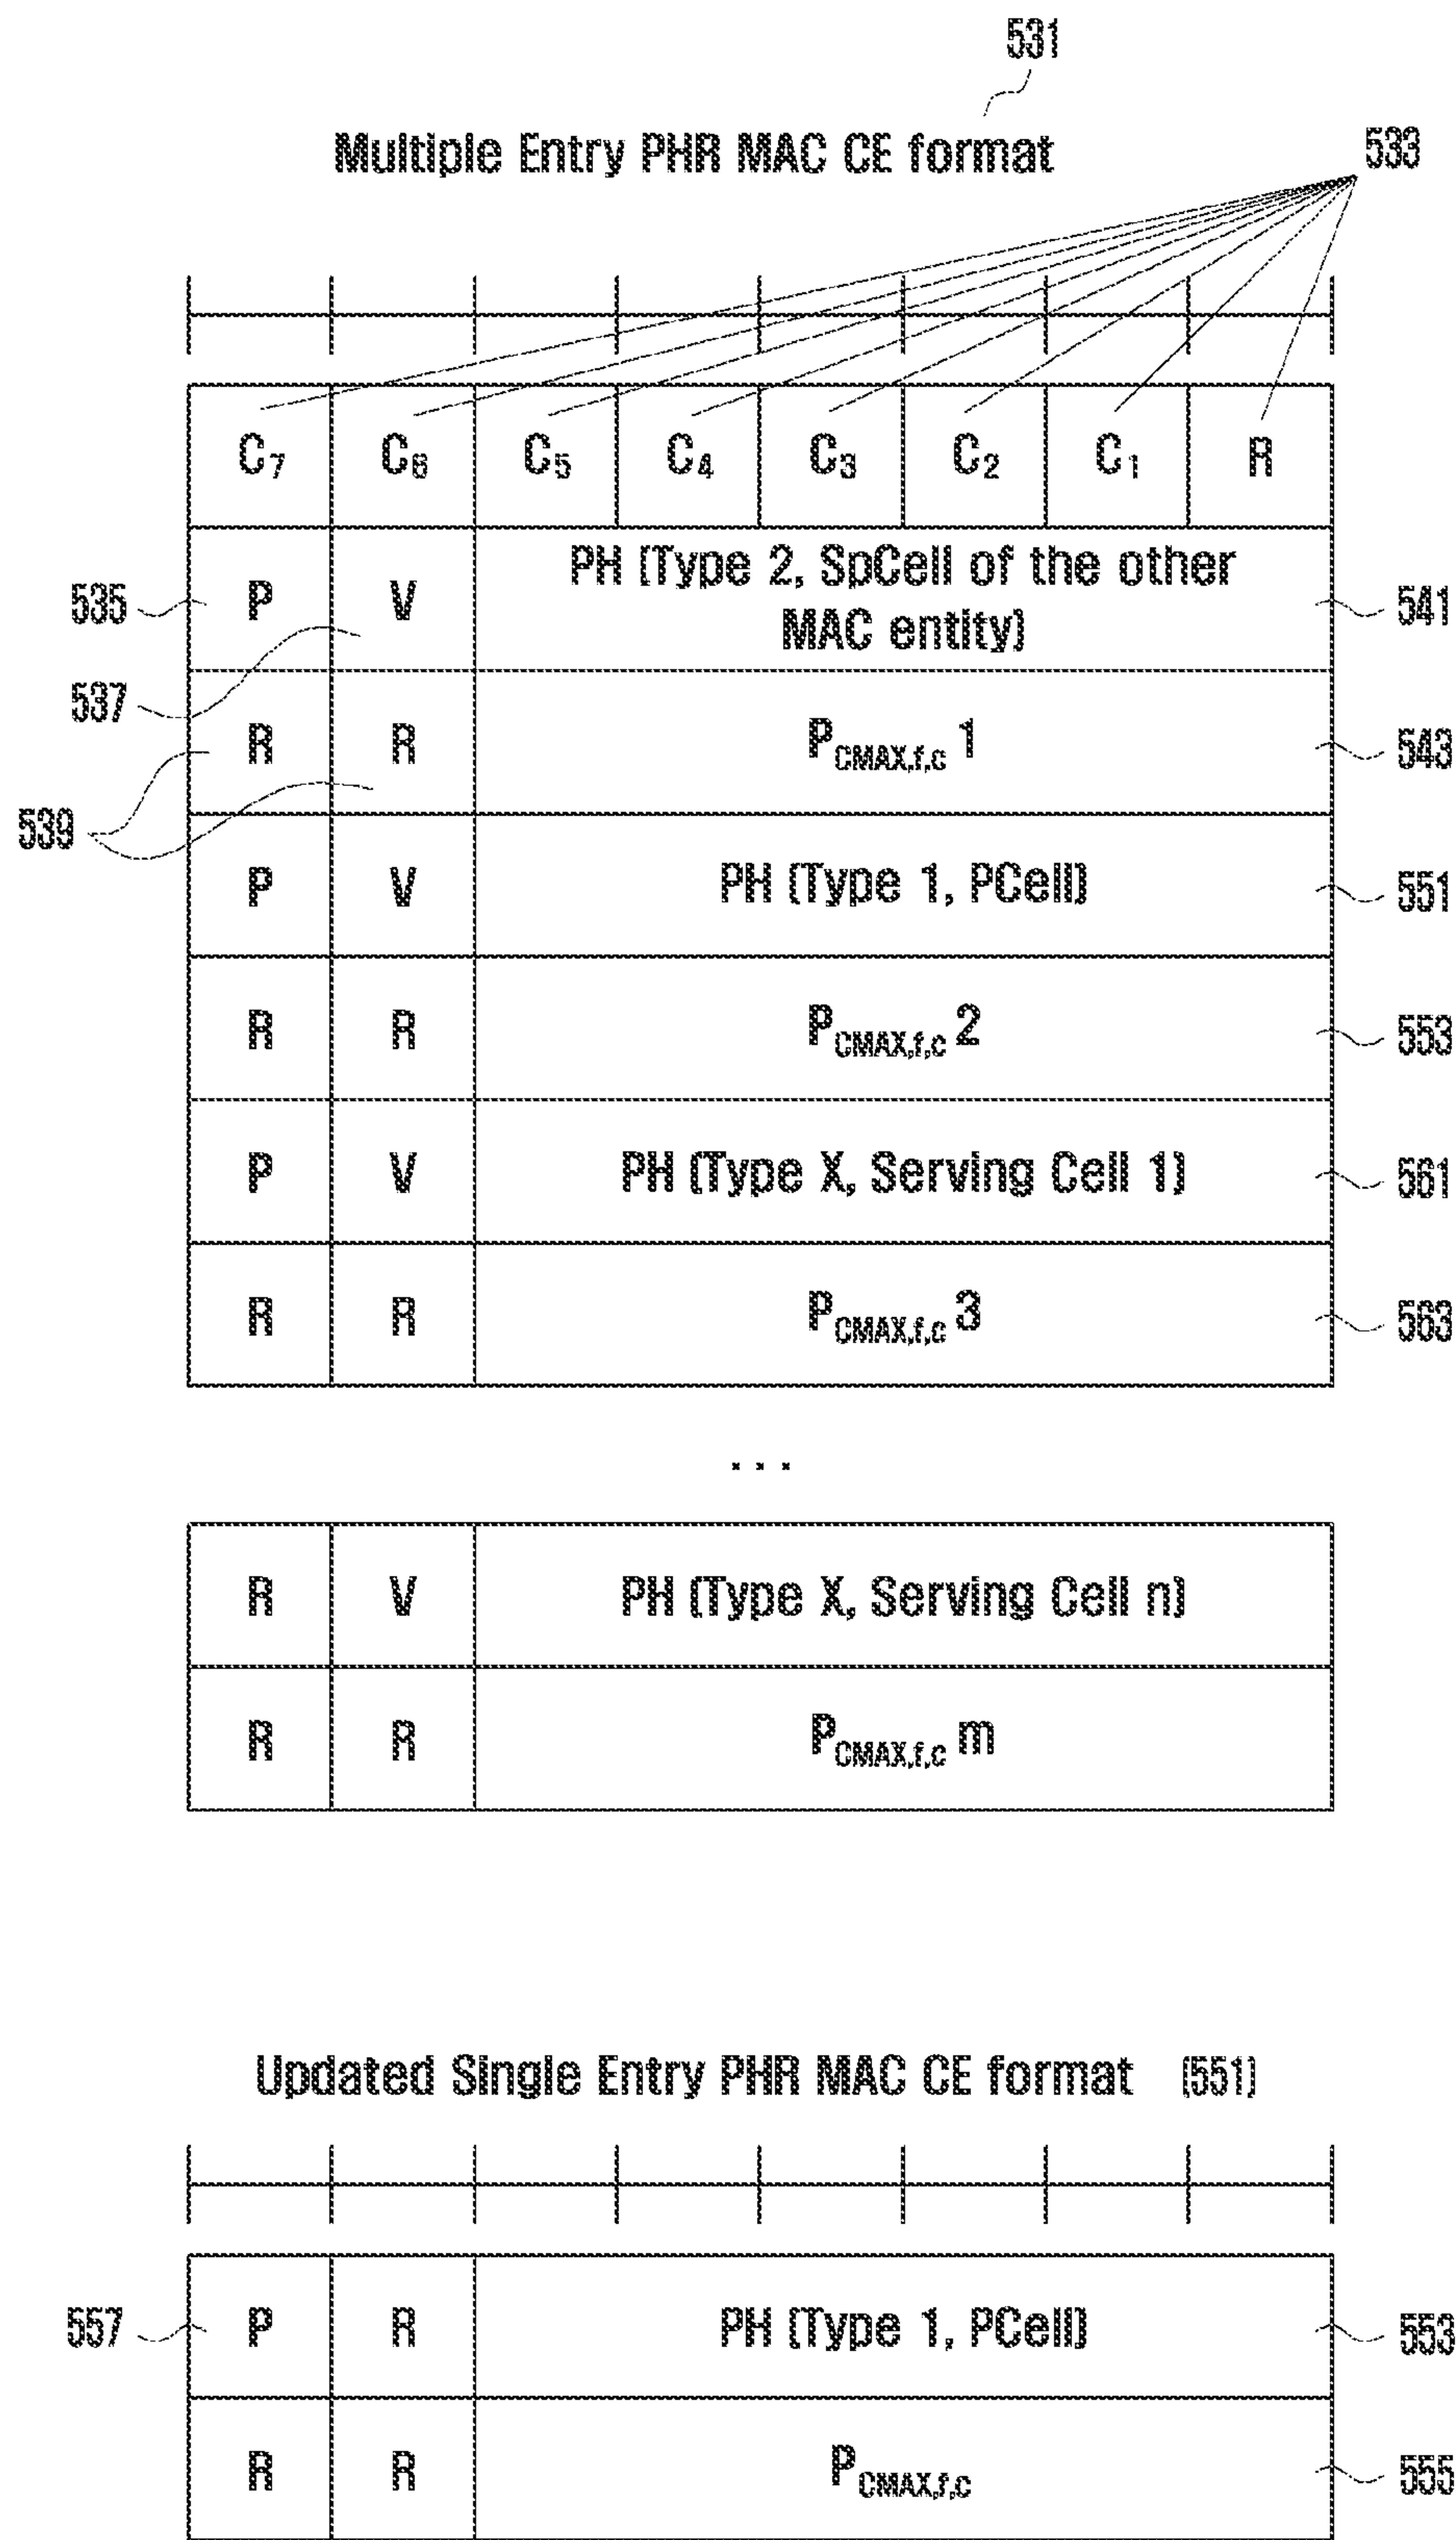 531
Multiple Entry PHR MAC CE format
533
C7 C6 C5 C4 C3 C2 C1 R
535 P V PH (Type 2, SpCell of the other MAC entity) 541
537
R R PCMAX,f,c 1 543
539
P V PH (Type 1, PCell) 551
R R PCMAX,f,c 2 553
P V PH (Type X, Serving Cell 1) 561
R R PCMAX,f,c 3 563
...
R V PH (Type X, Serving Cell n)
R R PCMAX,f,c m
Updated Single Entry PHR MAC CE format (551)
557 P R PH (Type 1, PCell) 553
R R PCMAX,f,c 555